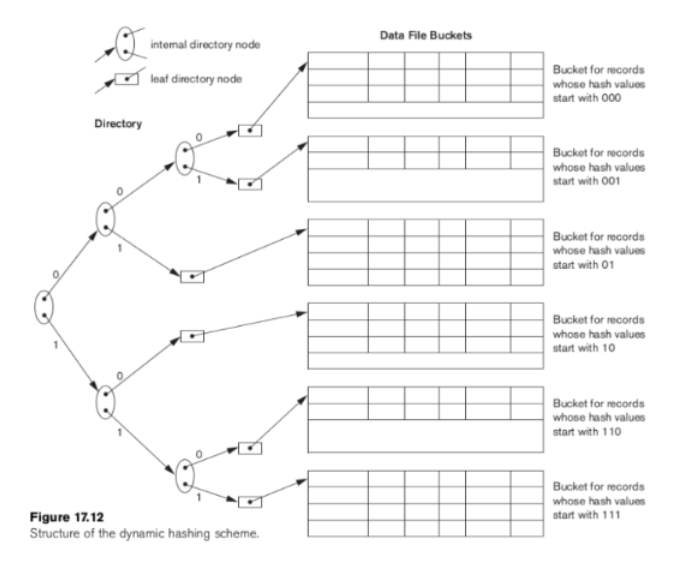 internal directory node
leaf directory node
Directory
Data File Buckets
0
1
0
1
0
1
0
1
0
1
Bucket for records
whose hash values
start with 000
Bucket for records
whose hash values
start with 001
Bucket for records
whose hash values
start with 01
Bucket for records
whose hash values
start with 10
Bucket for records
whose hash values
start with 110
Bucket for records
whose hash values
start with 111
Figure 17.12
Structure of the dynamic hashing scheme.